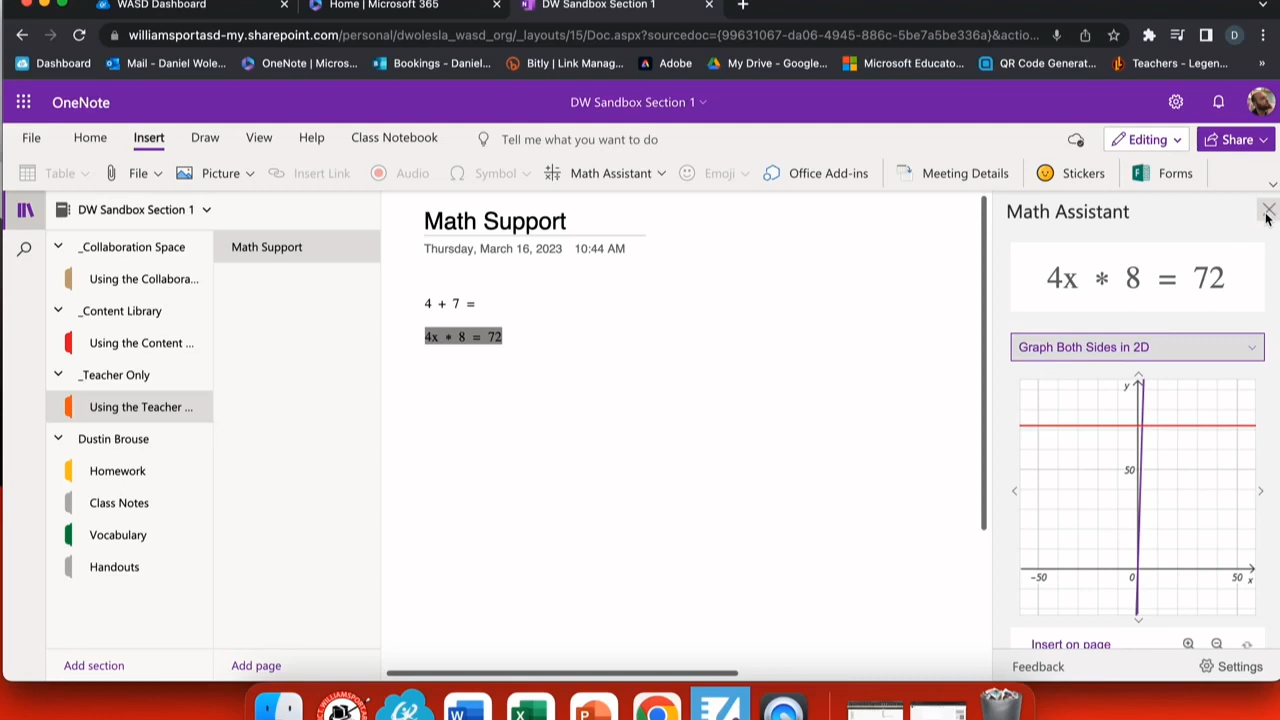 WASD Dashboard
Home | Microsoft 365
DW Sandbox Section 1
williamsportasd-my.sharepoint.com/personal/dwolesla_wasd_org/_layouts/15/Doc.aspx?sourcedoc={99631067-da06-4945-886c-5be7a5be336a}&actio...
D
Dashboard
Mail - Daniel Wole...
OneNote | Micros...
Bookings - Daniel...
Bitly | Link Manag...
Adobe
My Drive - Google...
Microsoft Educato...
QR Code Generat...
Teachers - Legen...
»
OneNote
DW Sandbox Section 1
File
Home
Insert
Draw
View
Help
Class Notebook
Tell me what you want to do
Editing
Share
Table
File
Picture
Insert Link
Audio
Symbol
Math Assistant
Emoji
Office Add-ins
Meeting Details
Stickers
Forms
DW Sandbox Section 1
_Collaboration Space
Using the Collabora...
_Content Library
Using the Content ...
_Teacher Only
Using the Teacher ...
Dustin Brouse
Homework
Class Notes
Vocabulary
Handouts
Add section
Math Support
Add page
Math Support
Thursday, March 16, 2023 10:44 AM
4 + 7 =
4x * 8 = 72
Math Assistant
4x * 8 = 72
Graph Both Sides in 2D
y
50
-50
0
50
x
Insert on page
Feedback
Settings
W
X
P